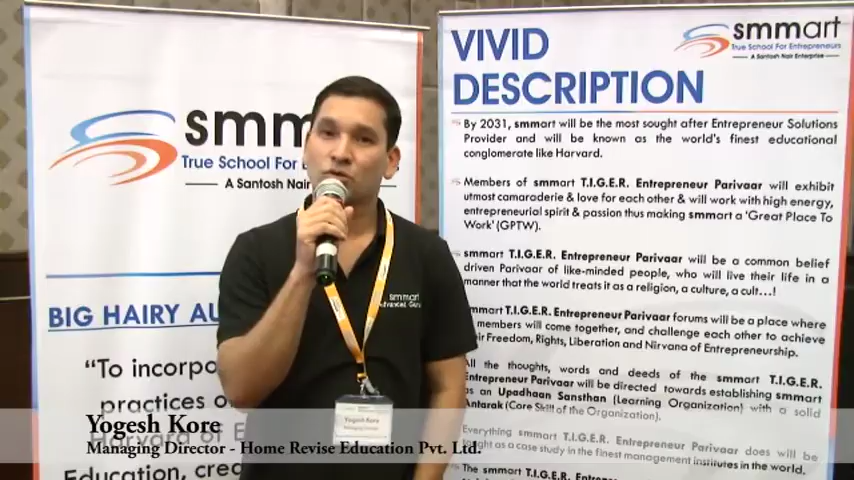 smm
True School For E
A Santosh Nair
BIG HAIRY AU
“To incorpo
practices o
Harvard of E
Education, crea
VIVID
DESCRIPTION
smmart
True School For Entrepreneurs
A Santosh Nair Enterprise
By 2031, smmart will be the most sought after Entrepreneur Solutions
Provider and will be known as the world's finest educational
conglomerate like Harvard.
Members of smmart T.I.G.E.R. Entrepreneur Parivaar will exhibit
utmost camaraderie & love for each other & will work with high energy,
entrepreneurial spirit & passion thus making smmart a 'Great Place To
Work' (GPTW).
smmart T.I.G.E.R. Entrepreneur Parivaar will be a common belief
driven Parivaar of like-minded people, who will live their life in a
manner that the world treats it as a religion, a culture, a cult...!
mmart T.I.G.E.R. Entrepreneur Parivaar forums will be a place where
members will come together, and challenge each other to achieve
ir Freedom, Rights, Liberation and Nirvana of Entrepreneurship.
All the thoughts, words and deeds of the smmart T.I.G.E.R.
Entrepreneur Parivaar will be directed towards establishing smmart
as an Upadhaan Sansthan (Learning Organization) with a solid
Antarak (Core Skill of the Organization).
Everything smmart T.I.G.E.R. Entrepreneur Parivaar does will be
ght as a case study in the finest management institutes in the world.
The smmart T.I.G.E.R. Entrep
smmart
Yogesh Kore
Managing Director
Yogesh Kore
Managing Director - Home Revise Education Pvt. Ltd.